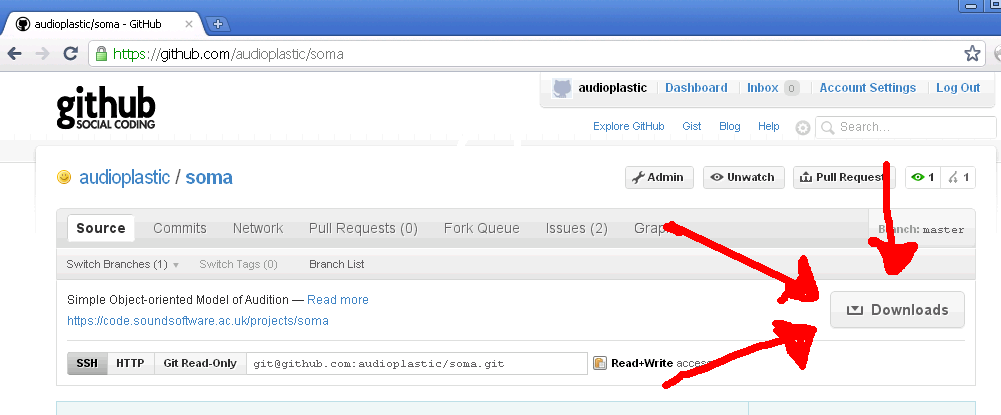 audioplastic/soma - GitHub
https://github.com/audioplastic/soma
github
SOCIAL CODING
audioplastic Dashboard Inbox 0 Account Settings Log Out
Explore GitHub Gist Blog Help Search...
audioplastic / soma
Admin Unwatch Pull Request 1 1
Source Commits Network Pull Requests (0) Fork Queue Issues (2) Graphs Branch: master
Switch Branches (1) Switch Tags (0) Branch List
Simple Object-oriented Model of Audition — Read more
https://code.soundsoftware.ac.uk/projects/soma
Downloads
SSH HTTP Git Read-Only git@github.com:audioplastic/soma.git Read+Write access